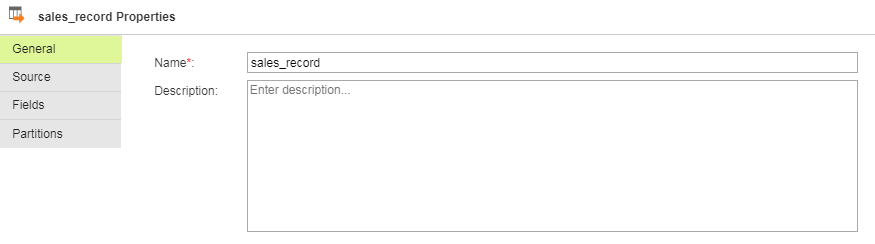 sales_record Properties
General
Name*: sales_record
Source
Description: Enter description...
Fields
Partitions